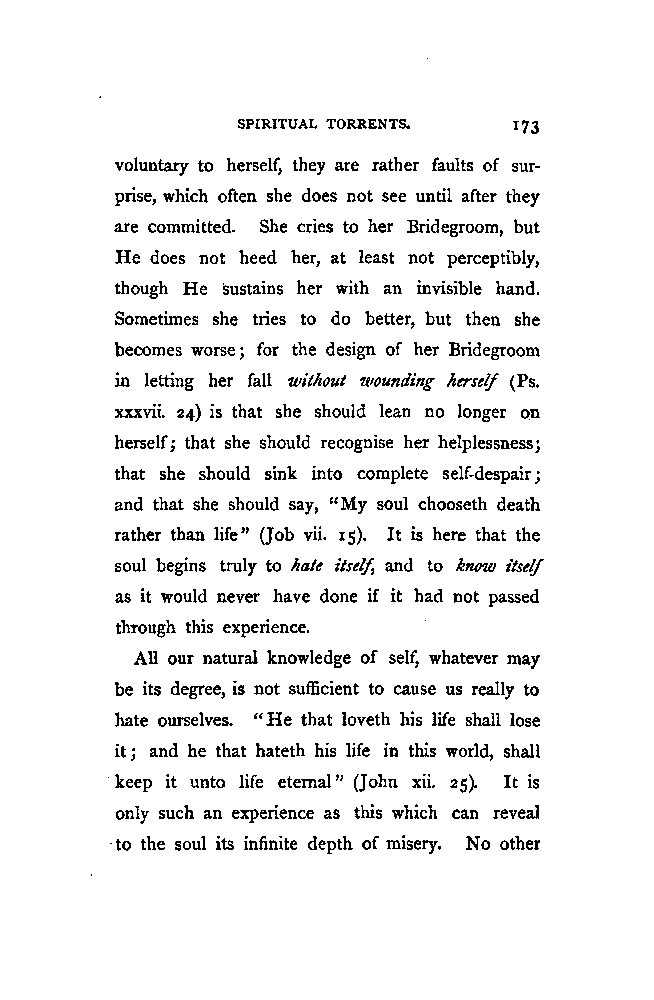 SPIRITUAL TORRENTS. 173
voluntary to herself, they are rather faults of sur-
prise, which often she does not see until after they
are committed. She cries to her Bridegroom, but
He does not heed her, at least not perceptibly,
though He sustains her with an invisible hand.
Sometimes she tries to do better, but then she
becomes worse; for the design of her Bridegroom
in letting her fall without wounding herself (Ps.
xxxvii. 24) is that she should lean no longer on
herself; that she should recognise her helplessness;
that she should sink into complete self-despair;
and that she should say, "My soul chooseth death
rather than life" (Job vii. 15). It is here that the
soul begins truly to hate itself, and to know itself
as it would never have done if it had not passed
through this experience.
All our natural knowledge of self, whatever may
be its degree, is not sufficient to cause us really to
hate ourselves. "He that loveth his life shall lose
it; and he that hateth his life in this world, shall
keep it unto life eternal" (John xii. 25). It is
only such an experience as this which can reveal
to the soul its infinite depth of misery. No other